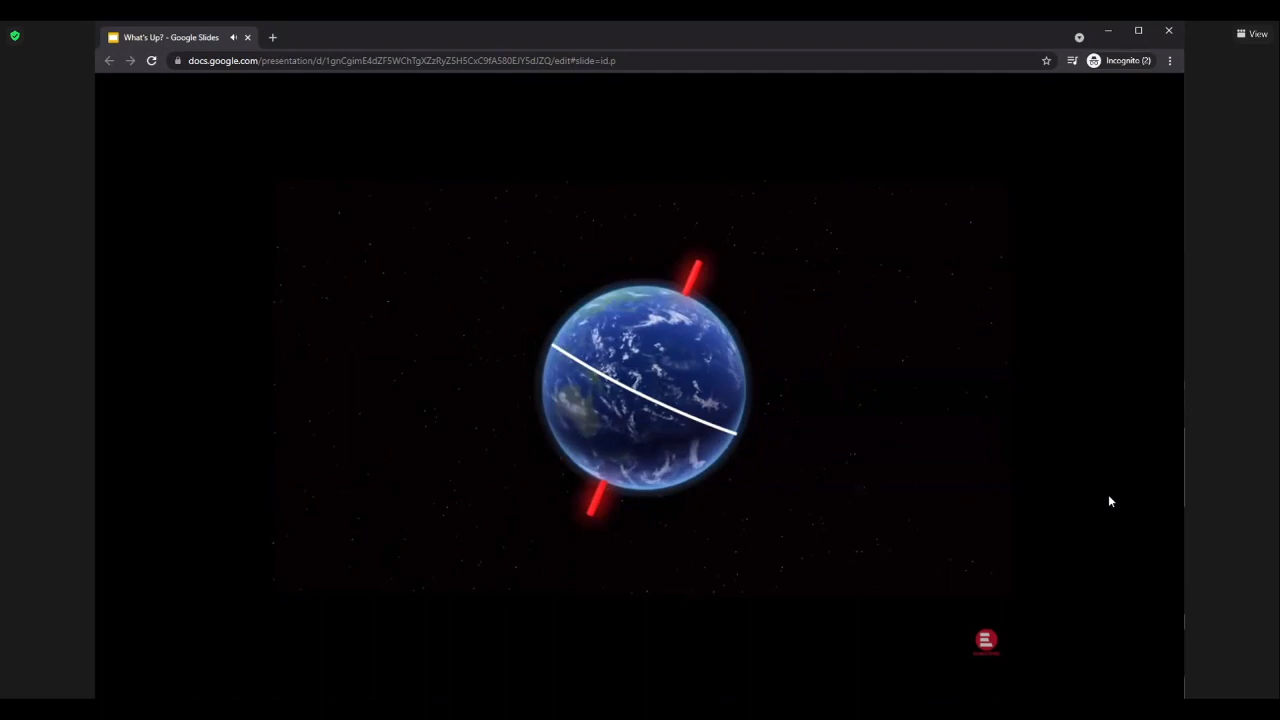 What's Up? - Google Slides
View
docs.google.com/presentation/d/1gnCgimE4dZF5WChTgXZzRyZ5H5CxC9fA580EJY5dJZQ/edit#slide=id.p
Incognito (2)